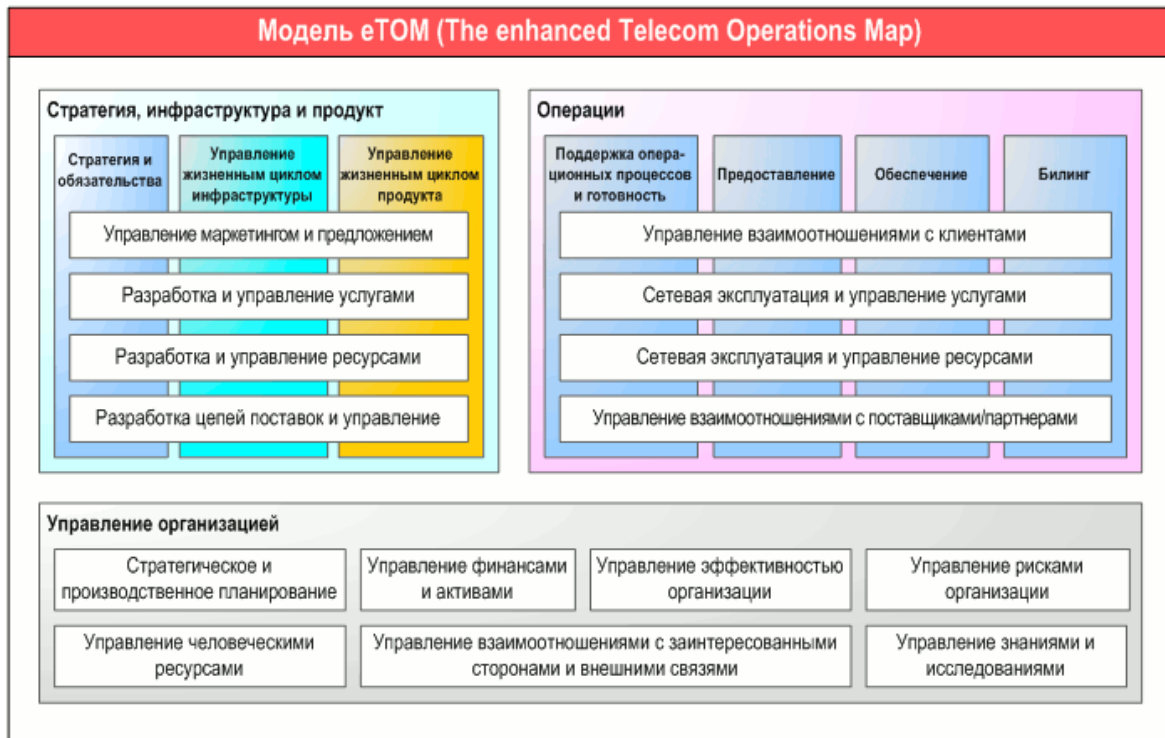 Модель eTOM (The enhanced Telecom Operations Map)
Стратегия, инфраструктура и продукт
Стратегия и
обязательства
Управление
жизненным циклом
инфраструктуры
Управление
жизненным циклом
продукта
Управление маркетингом и предложением
Разработка и управление услугами
Разработка и управление ресурсами
Разработка цепей поставок и управление
Операции
Поддержка опера-
ционных процессов
и готовность
Предоставление
Обеспечение
Билинг
Управление взаимоотношениями с клиентами
Сетевая эксплуатация и управление услугами
Сетевая эксплуатация и управление ресурсами
Управление взаимоотношениями с поставщиками/партнерами
Управление организацией
Стратегическое и
производственное планирование
Управление финансами
и активами
Управление эффективностью
организации
Управление рисками
организации
Управление человеческими
ресурсами
Управление взаимоотношениями с заинтересованными
сторонами и внешними связями
Управление знаниями и
исследованиями